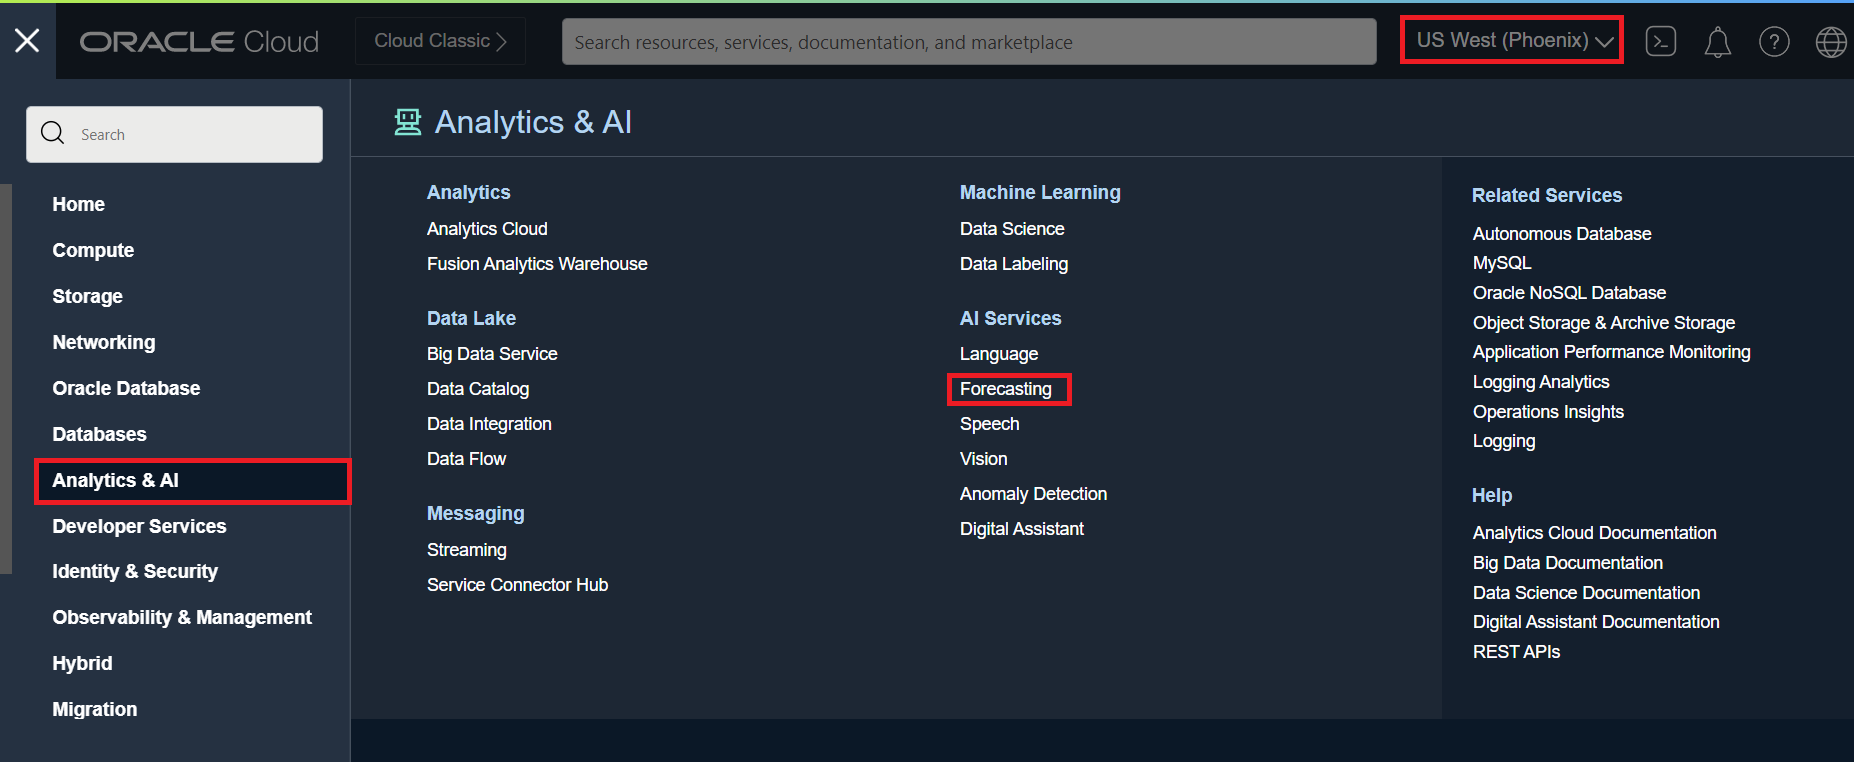 ORACLE Cloud
Cloud Classic
Search resources, services, documentation, and marketplace
US West (Phoenix)
Search
Home
Compute
Storage
Networking
Oracle Database
Databases
Analytics & AI
Developer Services
Identity & Security
Observability & Management
Hybrid
Migration
Analytics & AI
Analytics
Analytics Cloud
Fusion Analytics Warehouse
Data Lake
Big Data Service
Data Catalog
Data Integration
Data Flow
Messaging
Streaming
Service Connector Hub
Machine Learning
Data Science
Data Labeling
AI Services
Language
Forecasting
Speech
Vision
Anomaly Detection
Digital Assistant
Related Services
Autonomous Database
MySQL
Oracle NoSQL Database
Object Storage & Archive Storage
Application Performance Monitoring
Logging Analytics
Operations Insights
Logging
Help
Analytics Cloud Documentation
Big Data Documentation
Data Science Documentation
Digital Assistant Documentation
REST APIs